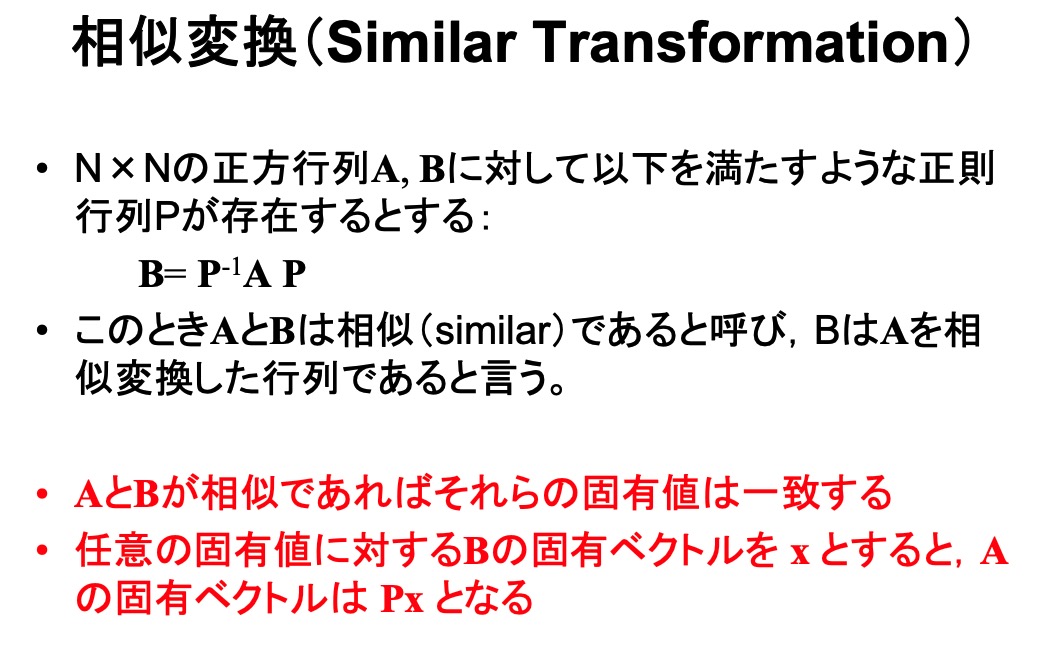 相似変換（Similar Transformation）
• N×Nの正方行列A, Bに対して以下を満たすような正則
行列Pが存在するとする：
B= P-1A P
• このときAとBは相似（similar）であると呼び，BはAを相
似変換した行列であると言う。
• AとBが相似であればそれらの固有値は一致する
• 任意の固有値に対するBの固有ベクトルを x とすると，A
の固有ベクトルは Px となる